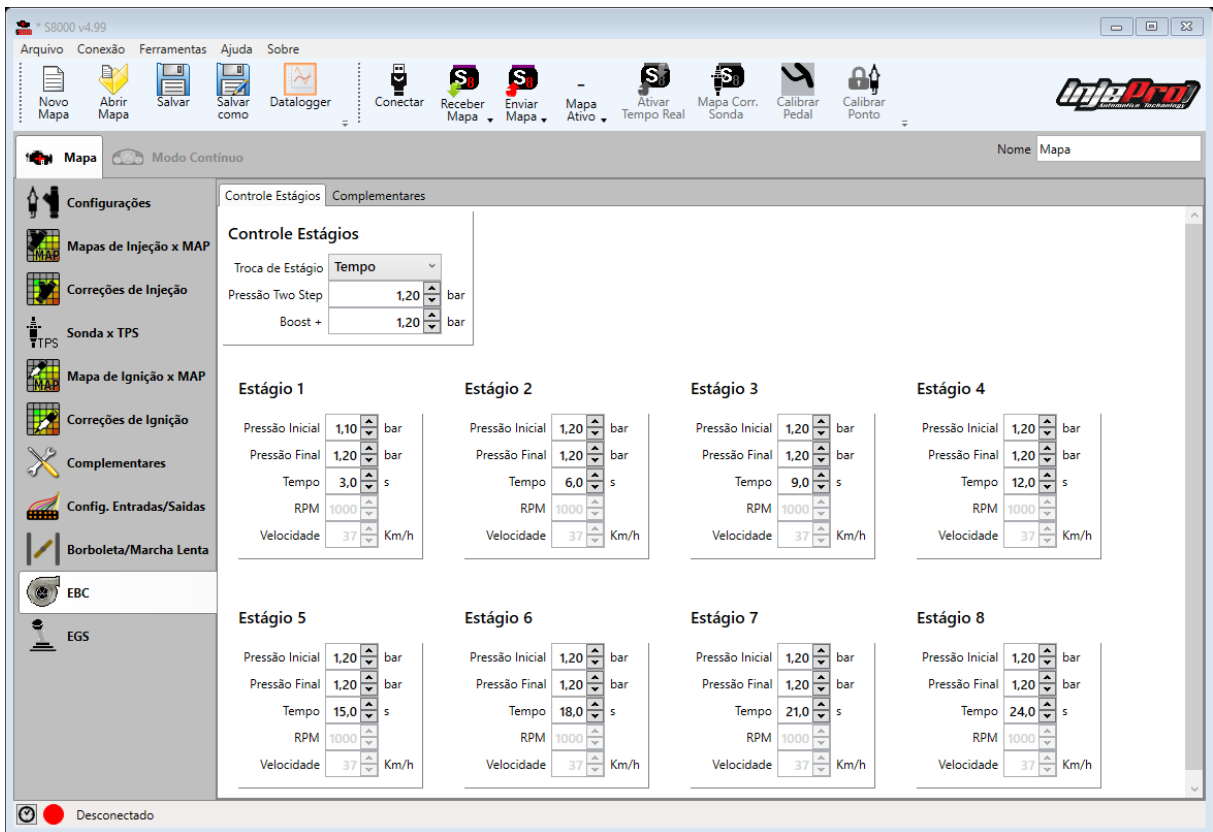 * S8000 v4.99
Arquivo Conexão Ferramentas Ajuda Sobre
Novo Mapa
Abrir Mapa
Salvar
Salvar como
Datalogger
Conectar
Receber Mapa
Enviar Mapa
Mapa Ativo
Ativar Tempo Real
Mapa Corr. Sonda
Calibrar Pedal
Calibrar Ponto
InjePro
Automotive Technology
Mapa
Modo Contínuo
Nome Mapa
Configurações
MAP Mapas de Injeção x MAP
Correções de Injeção
TPS Sonda x TPS
MAP Mapa de Ignição x MAP
Correções de Ignição
Complementares
Config. Entradas/Saidas
Borboleta/Marcha Lenta
EBC
EGS
Controle Estágios Complementares
Controle Estágios
Troca de Estágio Tempo
Pressão Two Step 1,20 bar
Boost + 1,20 bar
Estágio 1
Pressão Inicial 1,10 bar
Pressão Final 1,20 bar
Tempo 3,0 s
RPM 1000
Velocidade 37 Km/h
Estágio 2
Pressão Inicial 1,20 bar
Pressão Final 1,20 bar
Tempo 6,0 s
RPM 1000
Velocidade 37 Km/h
Estágio 3
Pressão Inicial 1,20 bar
Pressão Final 1,20 bar
Tempo 9,0 s
RPM 1000
Velocidade 37 Km/h
Estágio 4
Pressão Inicial 1,20 bar
Pressão Final 1,20 bar
Tempo 12,0 s
RPM 1000
Velocidade 37 Km/h
Estágio 5
Pressão Inicial 1,20 bar
Pressão Final 1,20 bar
Tempo 15,0 s
RPM 1000
Velocidade 37 Km/h
Estágio 6
Pressão Inicial 1,20 bar
Pressão Final 1,20 bar
Tempo 18,0 s
RPM 1000
Velocidade 37 Km/h
Estágio 7
Pressão Inicial 1,20 bar
Pressão Final 1,20 bar
Tempo 21,0 s
RPM 1000
Velocidade 37 Km/h
Estágio 8
Pressão Inicial 1,20 bar
Pressão Final 1,20 bar
Tempo 24,0 s
RPM 1000
Velocidade 37 Km/h
Desconectado